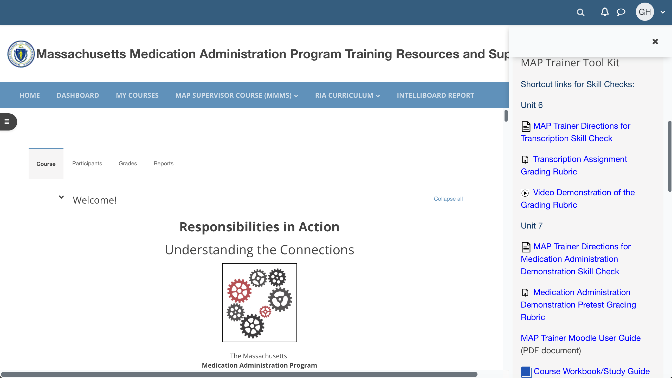 GH
Massachusetts Medication Administration Program Training Resources and Sup
HOME DASHBOARD MY COURSES MAP SUPERVISOR COURSE (MMMS) RIA CURRICULUM INTELLIBOARD REPORT
Course Participants Grades Reports
Welcome! Collapse all
Responsibilities in Action
Understanding the Connections
The Massachusetts
Medication Administration Program
MAP Trainer Tool Kit
Shortcut links for Skill Checks:
Unit 6
MAP Trainer Directions for
Transcription Skill Check
Transcription Assignment
Grading Rubric
Video Demonstration of the
Grading Rubric
Unit 7
MAP Trainer Directions for
Medication Administration
Demonstration Skill Check
Medication Administration
Demonstration Pretest Grading
Rubric
MAP Trainer Moodle User Guide
(PDF document)
Course Workbook/Study Guide